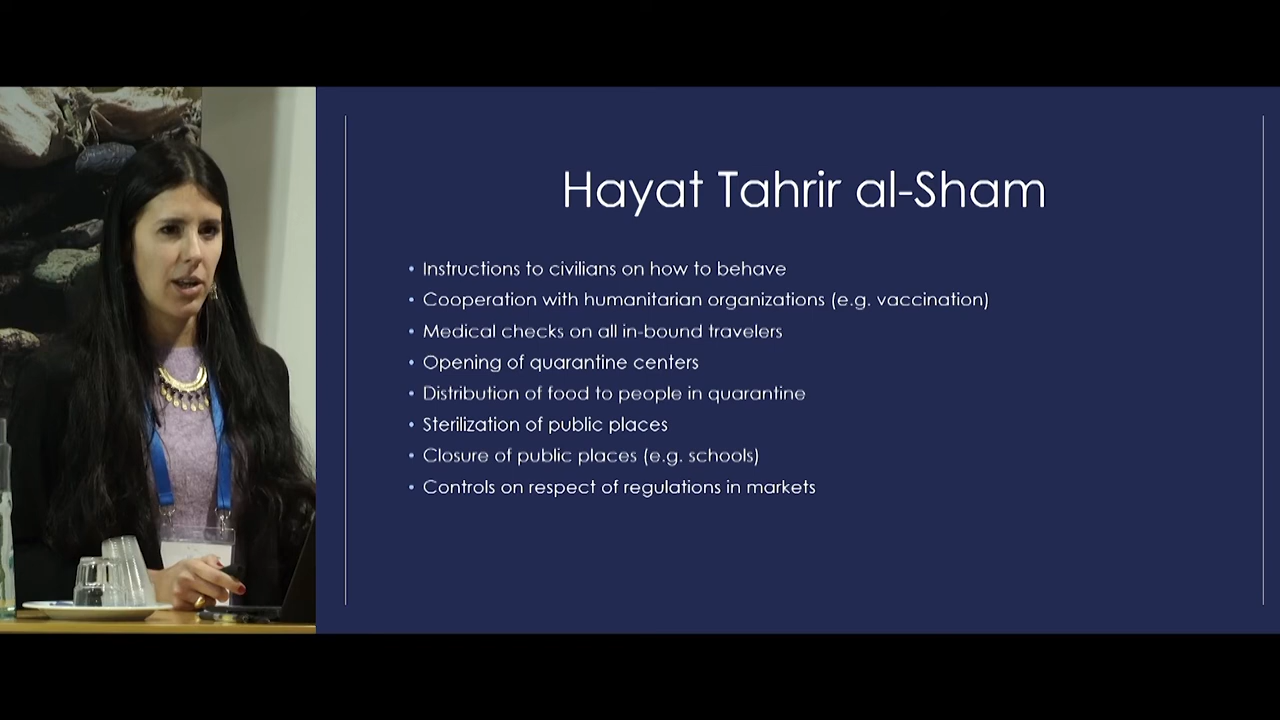 Hayat Tahrir al-Sham
• Instructions to civilians on how to behave
• Cooperation with humanitarian organizations (e.g. vaccination)
• Medical checks on all in-bound travelers
• Opening of quarantine centers
• Distribution of food to people in quarantine
• Sterilization of public places
• Closure of public places (e.g. schools)
• Controls on respect of regulations in markets